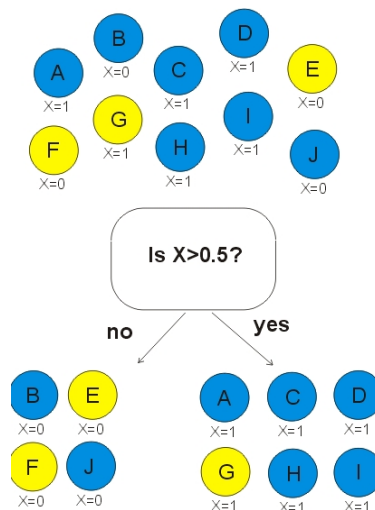 B
D
A
X=0
C
X=1
E
X=1
X=1
X=0
G
I
F
X=1
H
X=1
J
X=0
X=1
X=0
Is X>0.5?
no
yes
B
E
A
C
D
X=0
X=0
X=1
X=1
X=1
F
J
G
H
I
X=0
X=0
X=1
X=1
X=1